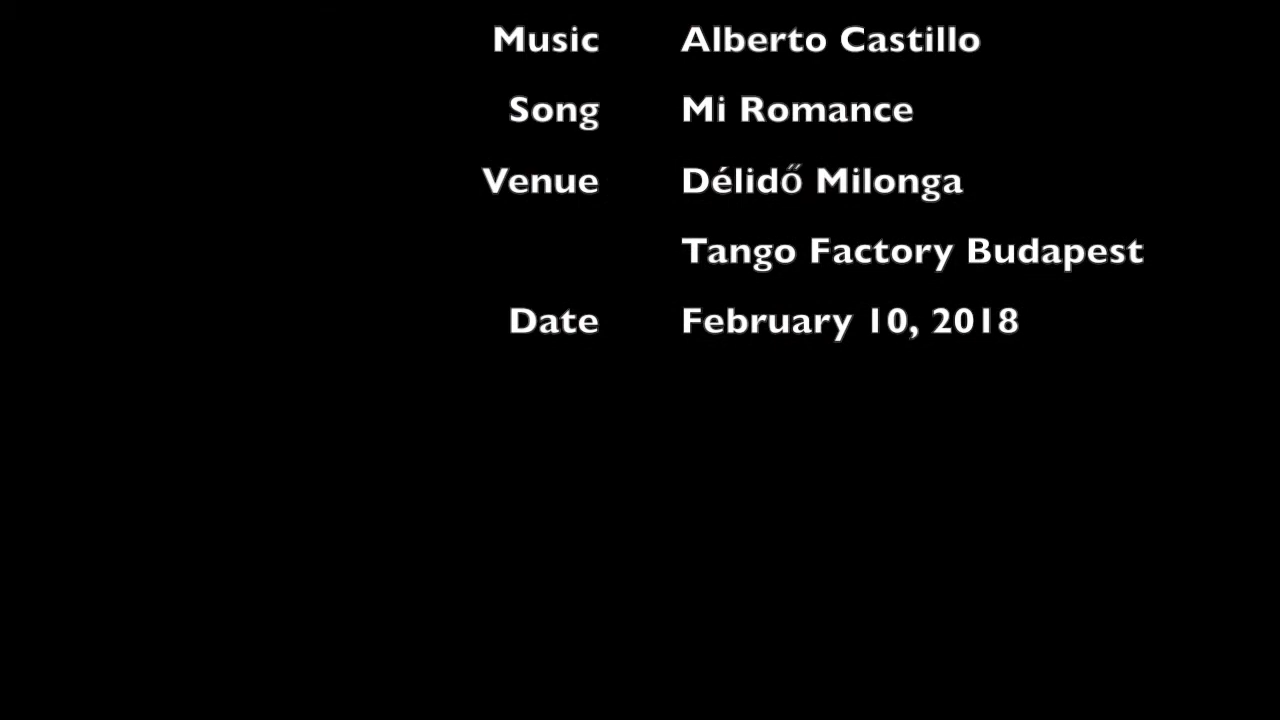 Music Alberto Castillo
Song Mi Romance
Venue Délidő Milonga
Tango Factory Budapest
Date February 10, 2018